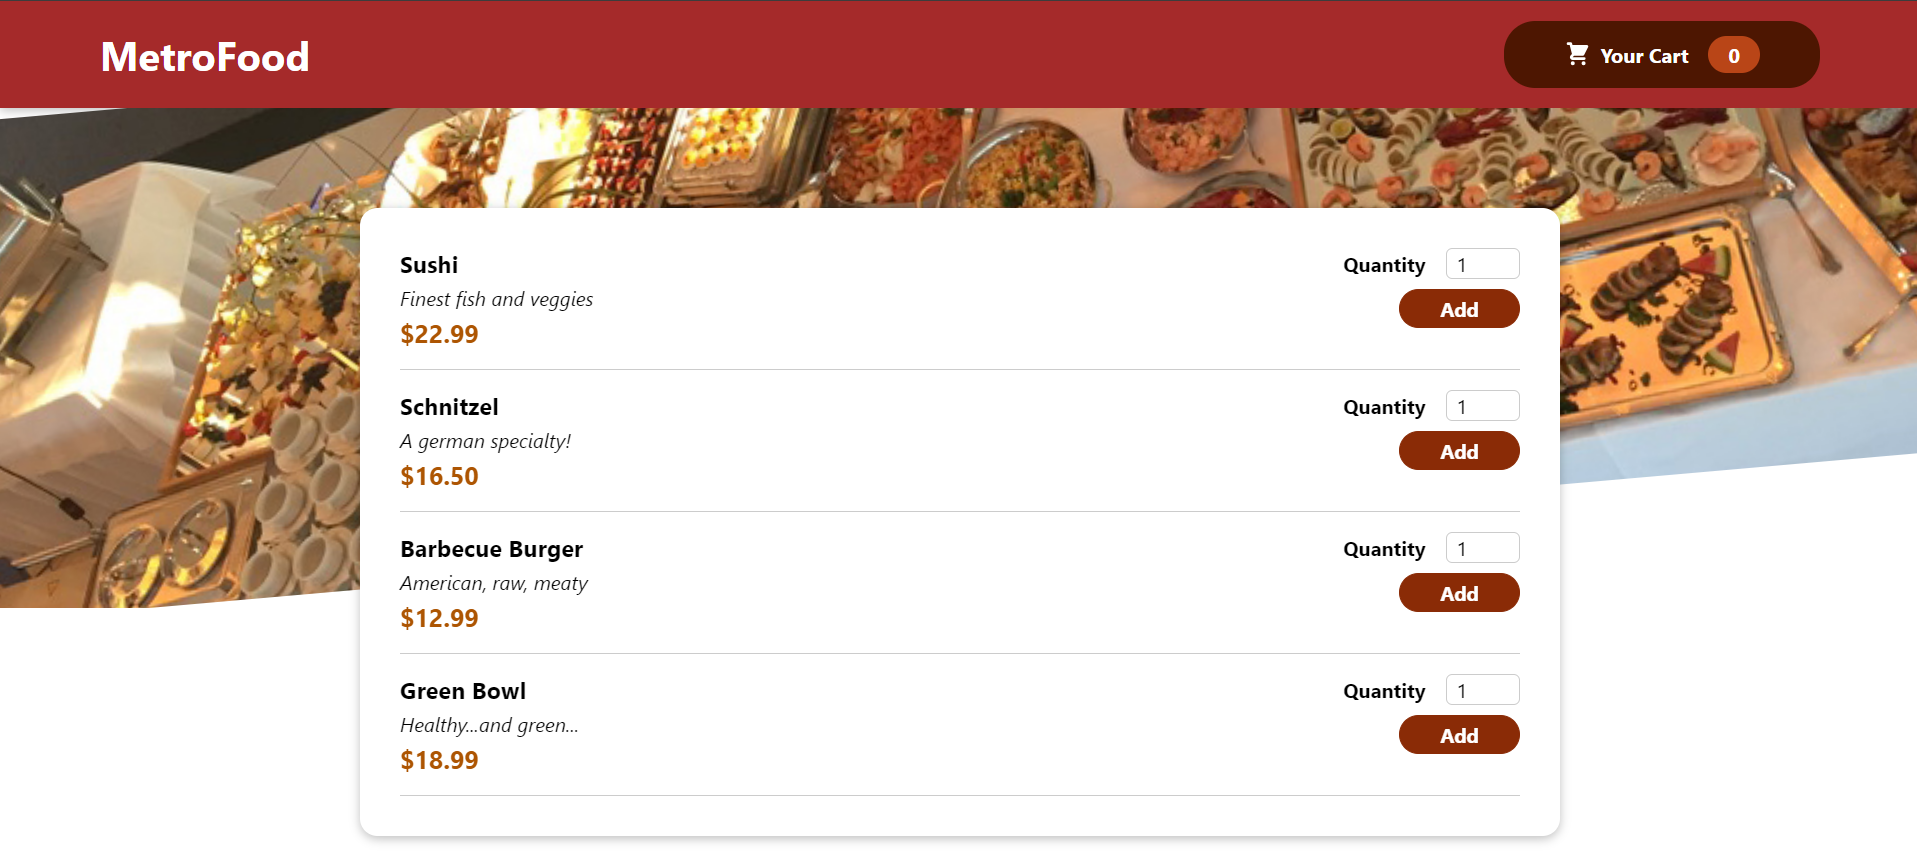 MetroFood
Your Cart 0
Sushi
Finest fish and veggies
$22.99
Quantity 1
Add
Schnitzel
A german specialty!
$16.50
Quantity 1
Add
Barbecue Burger
American, raw, meaty
$12.99
Quantity 1
Add
Green Bowl
Healthy...and green...
$18.99
Quantity 1
Add